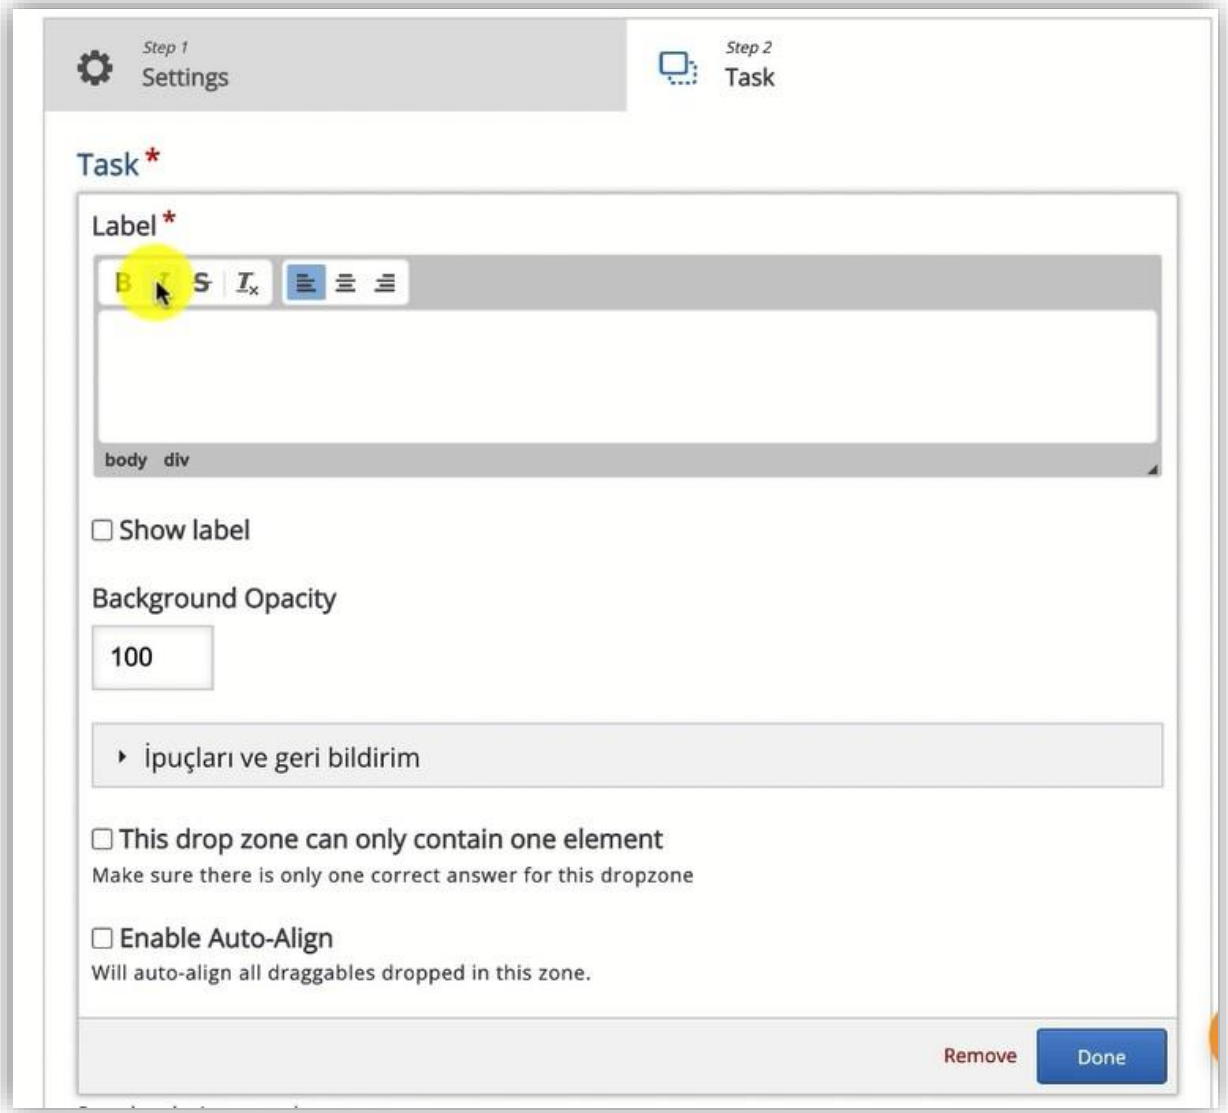 Step 1
Settings
Step 2
Task
Task *
Label *
B I S Tx
body div
Show label
Background Opacity
100
İpuçları ve geri bildirim
This drop zone can only contain one element
Make sure there is only one correct answer for this dropzone
Enable Auto-Align
Will auto-align all draggables dropped in this zone.
Remove Done